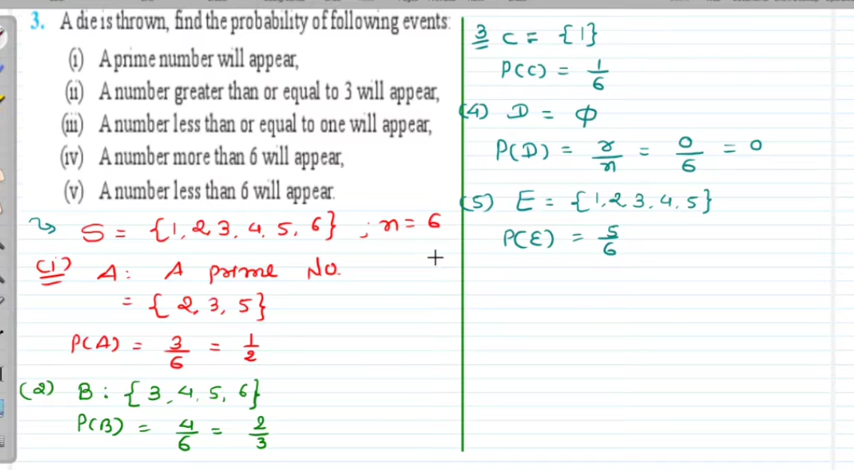 3. A die is thrown, find the probability of following events:
(i) A prime number will appear,
(ii) A number greater than or equal to 3 will appear,
(iii) A number less than or equal to one will appear,
(iv) A number more than 6 will appear,
(v) A number less than 6 will appear.
S = {1, 2, 3, 4, 5, 6} ; n = 6
(1) A: A prime No.
= {2, 3, 5}
P(A) = 3/6 = 1/2
(2) B: {3, 4, 5, 6}
P(B) = 4/6 = 2/3
3 C = {1}
P(C) = 1/6
(4) D = ϕ
P(D) = r/n = 0/6 = 0
(5) E = {1, 2, 3, 4, 5}
P(E) = 5/6